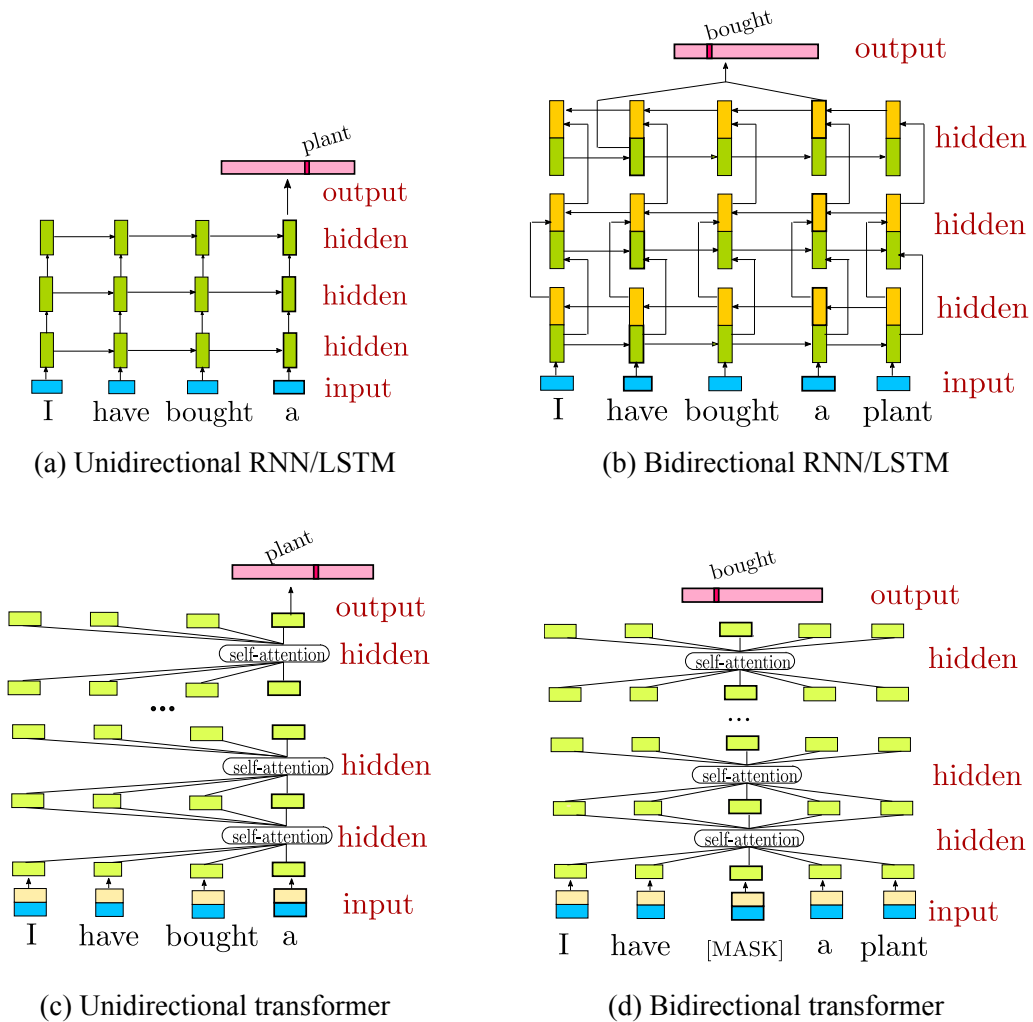 plant
output
hidden
hidden
hidden
input
I have bought a
(a) Unidirectional RNN/LSTM
bought
output
hidden
hidden
hidden
input
I have bought a plant
(b) Bidirectional RNN/LSTM
plant
output
self-attention hidden
...
self-attention hidden
self-attention hidden
input
I have bought a
(c) Unidirectional transformer
bought
output
self-attention hidden
...
self-attention hidden
self-attention hidden
input
I have [MASK] a plant
(d) Bidirectional transformer